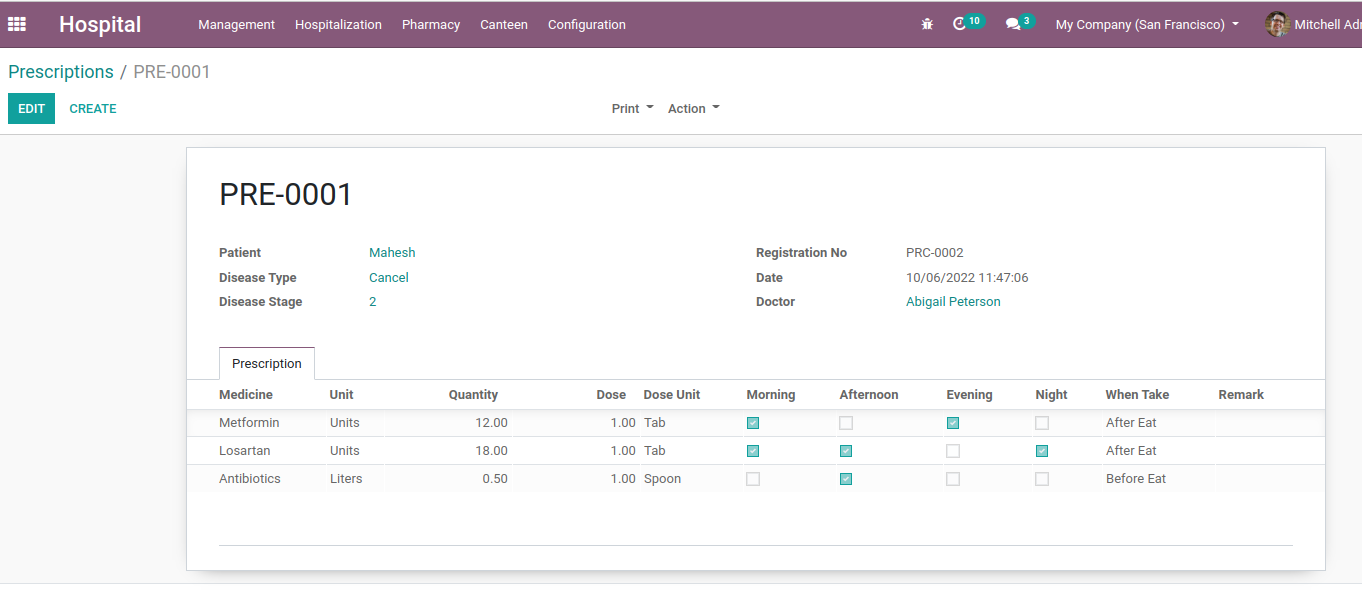 Hospital Management Hospitalization Pharmacy Canteen Configuration 10 3 My Company (San Francisco) Mitchell Adm
Prescriptions / PRE-0001
EDIT CREATE Print Action
PRE-0001
Patient Mahesh Registration No PRC-0002
Disease Type Cancel Date 10/06/2022 11:47:06
Disease Stage 2 Doctor Abigail Peterson
Prescription
Medicine Unit Quantity Dose Dose Unit Morning Afternoon Evening Night When Take Remark
Metformin Units 12.00 1.00 Tab After Eat
Losartan Units 18.00 1.00 Tab After Eat
Antibiotics Liters 0.50 1.00 Spoon Before Eat